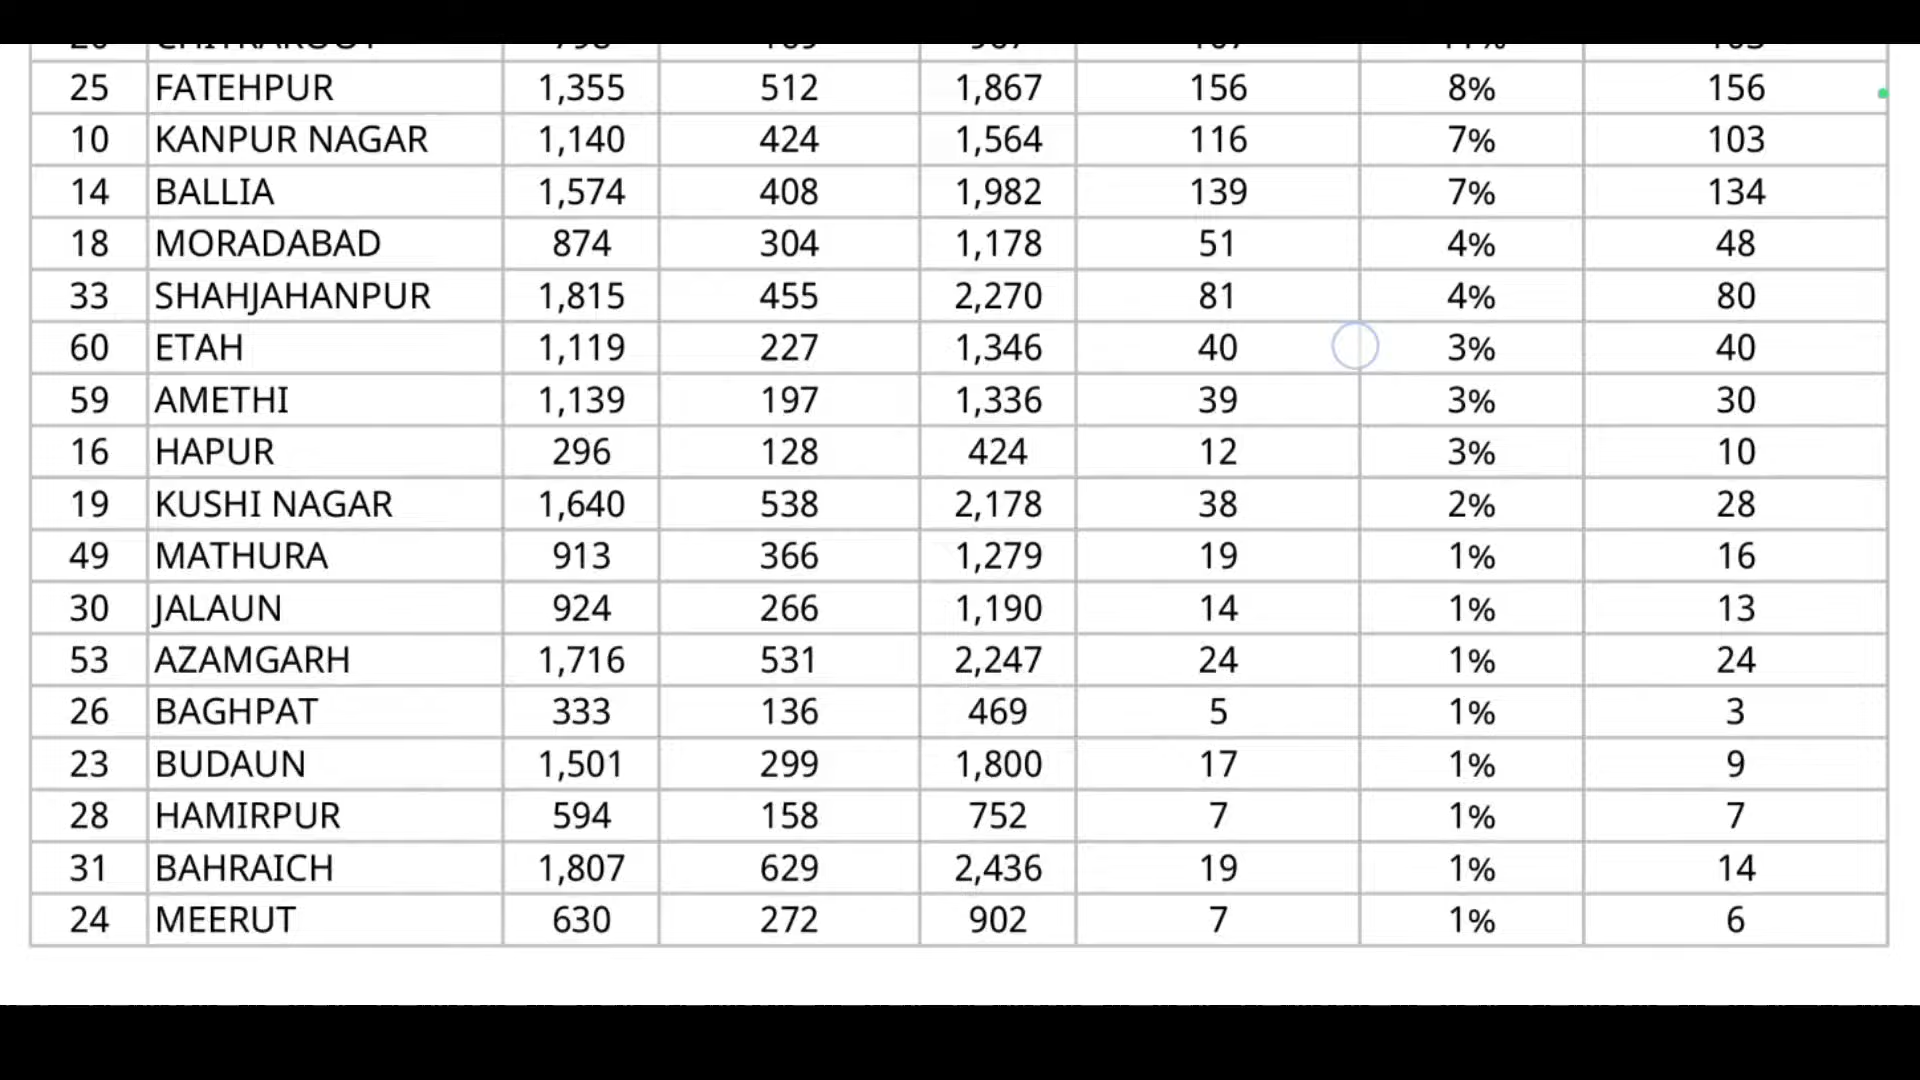 25 FATEHPUR 1,355 512 1,867 156 8% 156
10 KANPUR NAGAR 1,140 424 1,564 116 7% 103
14 BALLIA 1,574 408 1,982 139 7% 134
18 MORADABAD 874 304 1,178 51 4% 48
33 SHAHJAHANPUR 1,815 455 2,270 81 4% 80
60 ETAH 1,119 227 1,346 40 3% 40
59 AMETHI 1,139 197 1,336 39 3% 30
16 HAPUR 296 128 424 12 3% 10
19 KUSHI NAGAR 1,640 538 2,178 38 2% 28
49 MATHURA 913 366 1,279 19 1% 16
30 JALAUN 924 266 1,190 14 1% 13
53 AZAMGARH 1,716 531 2,247 24 1% 24
26 BAGHPAT 333 136 469 5 1% 3
23 BUDAUN 1,501 299 1,800 17 1% 9
28 HAMIRPUR 594 158 752 7 1% 7
31 BAHRAICH 1,807 629 2,436 19 1% 14
24 MEERUT 630 272 902 7 1% 6